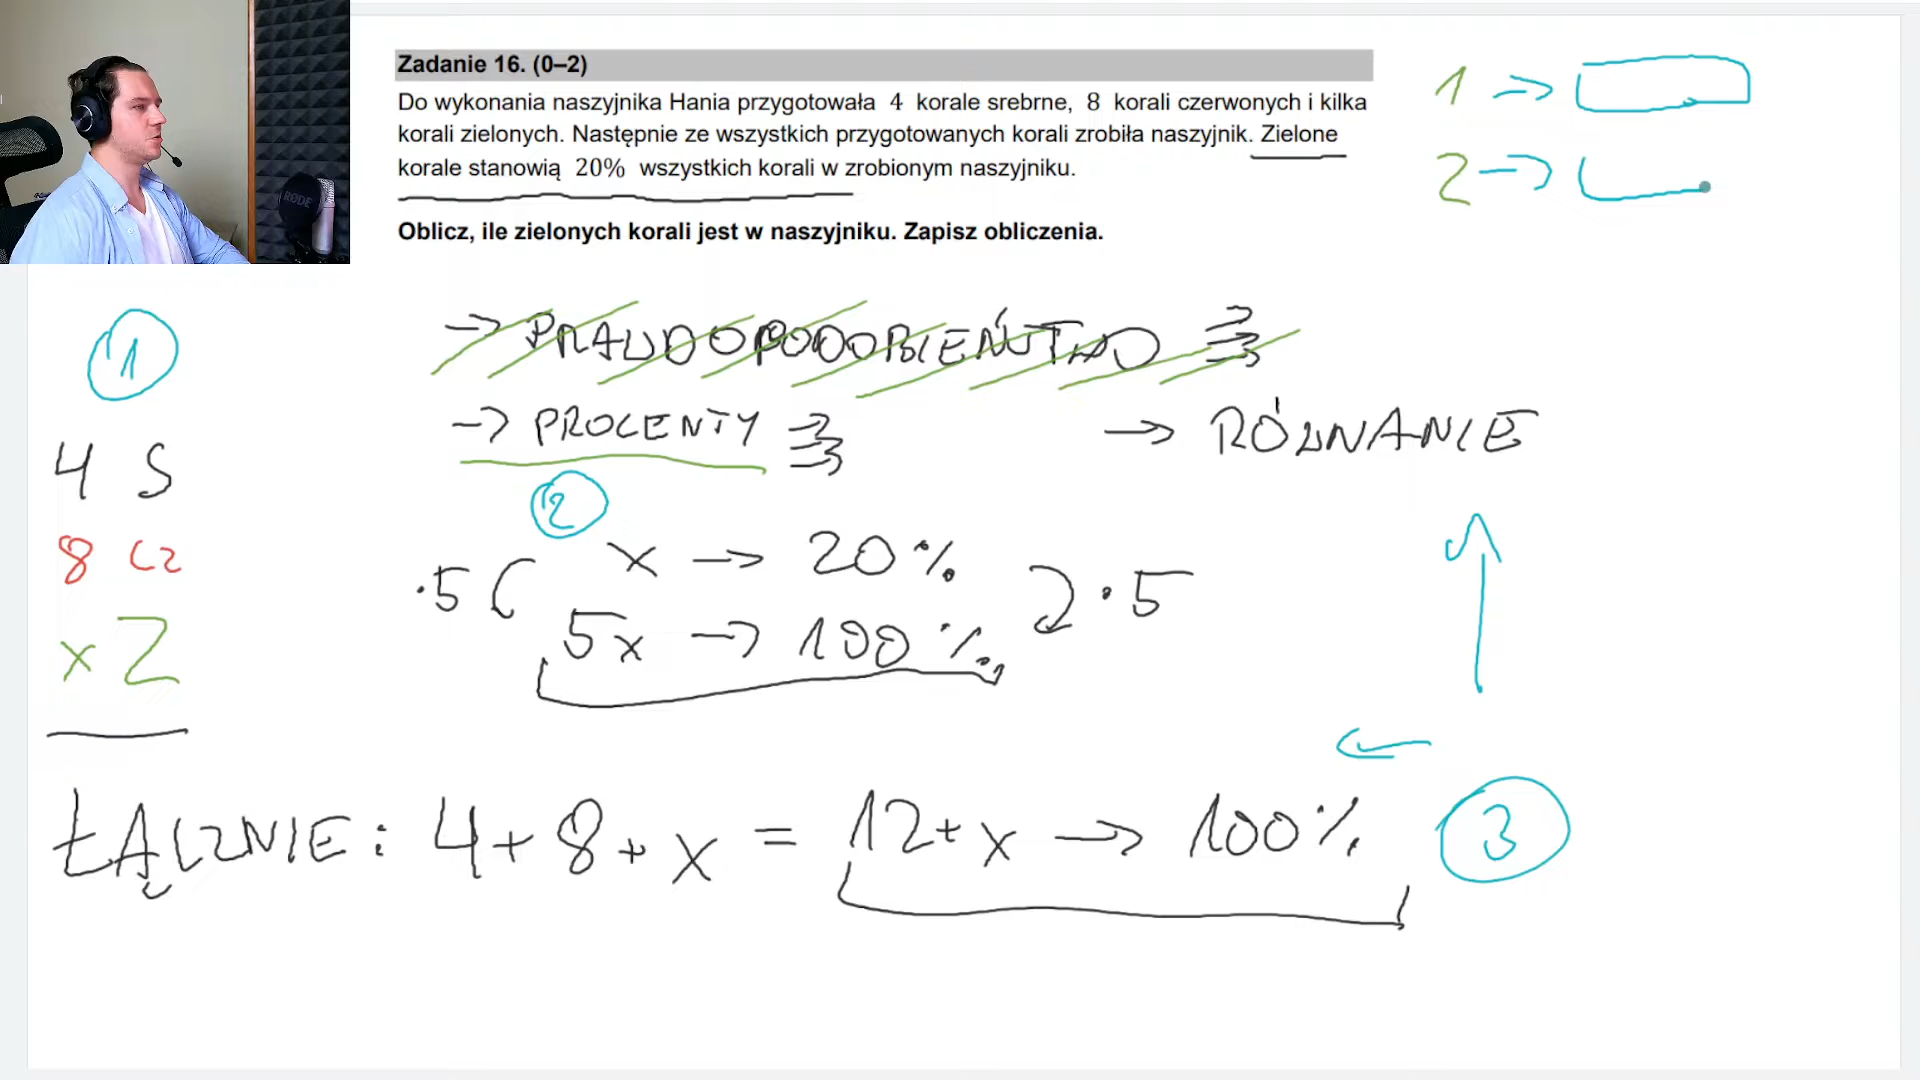 Zadanie 16. (0–2)
Do wykonania naszyjnika Hania przygotowała 4 korale srebrne, 8 korali czerwonych i kilka
korali zielonych. Następnie ze wszystkich przygotowanych korali zrobiła naszyjnik. Zielone
korale stanowią 20% wszystkich korali w zrobionym naszyjniku.
Oblicz, ile zielonych korali jest w naszyjniku. Zapisz obliczenia.
1 →
2 →
RODE
→ PRAWDOPODOBIEŃSTWO
→ PROCENTY
→ RÓWNANIE
1
4 S
8 CZ
x Z
2
x → 20%
5x → 100%
·5
·5
ŁĄCZNIE: 4 + 8 + x = 12 + x → 100%
3